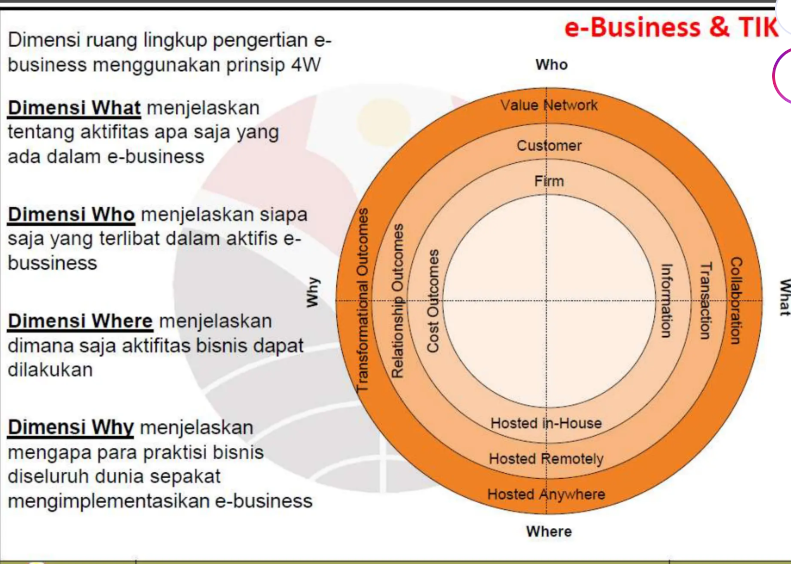 e-Business & TIK
Dimensi ruang lingkup pengertian e-
business menggunakan prinsip 4W
Dimensi What menjelaskan
tentang aktifitas apa saja yang
ada dalam e-business
Dimensi Who menjelaskan siapa
saja yang terlibat dalam aktifis e-
bussiness
Dimensi Where menjelaskan
dimana saja aktifitas bisnis dapat
dilakukan
Dimensi Why menjelaskan
mengapa para praktisi bisnis
diseluruh dunia sepakat
mengimplementasikan e-business
Who
Value Network
Customer
Firm
Why
Transformational Outcomes
Relationship Outcomes
Cost Outcomes
Information
Transaction
Collaboration
What
Hosted in-House
Hosted Remotely
Hosted Anywhere
Where